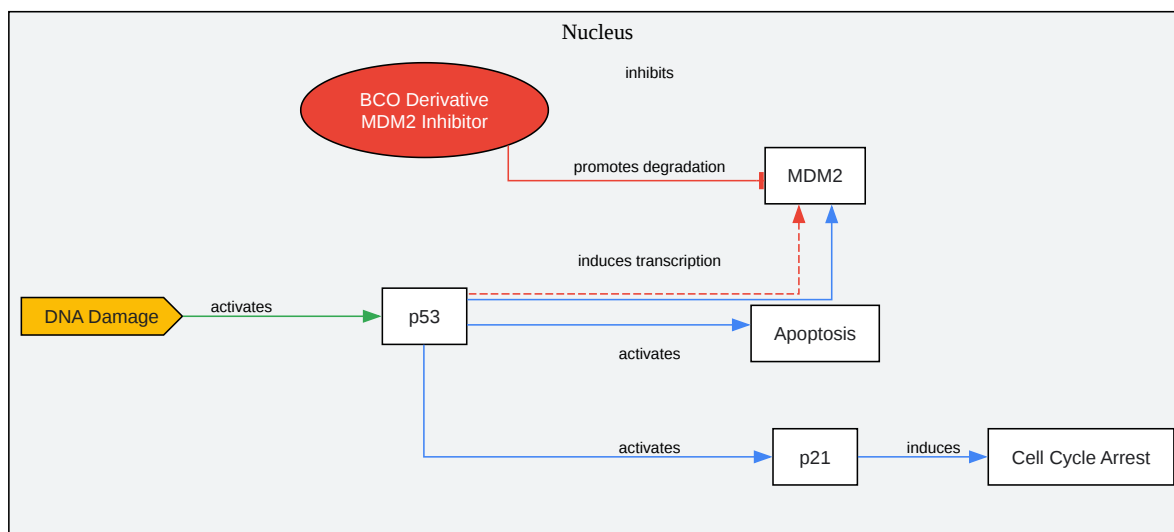 Nucleus
inhibits
BCO Derivative
MDM2 Inhibitor
promotes degradation
MDM2
induces transcription
DNA Damage
activates
p53
Apoptosis
activates
activates
p21
induces
Cell Cycle Arrest